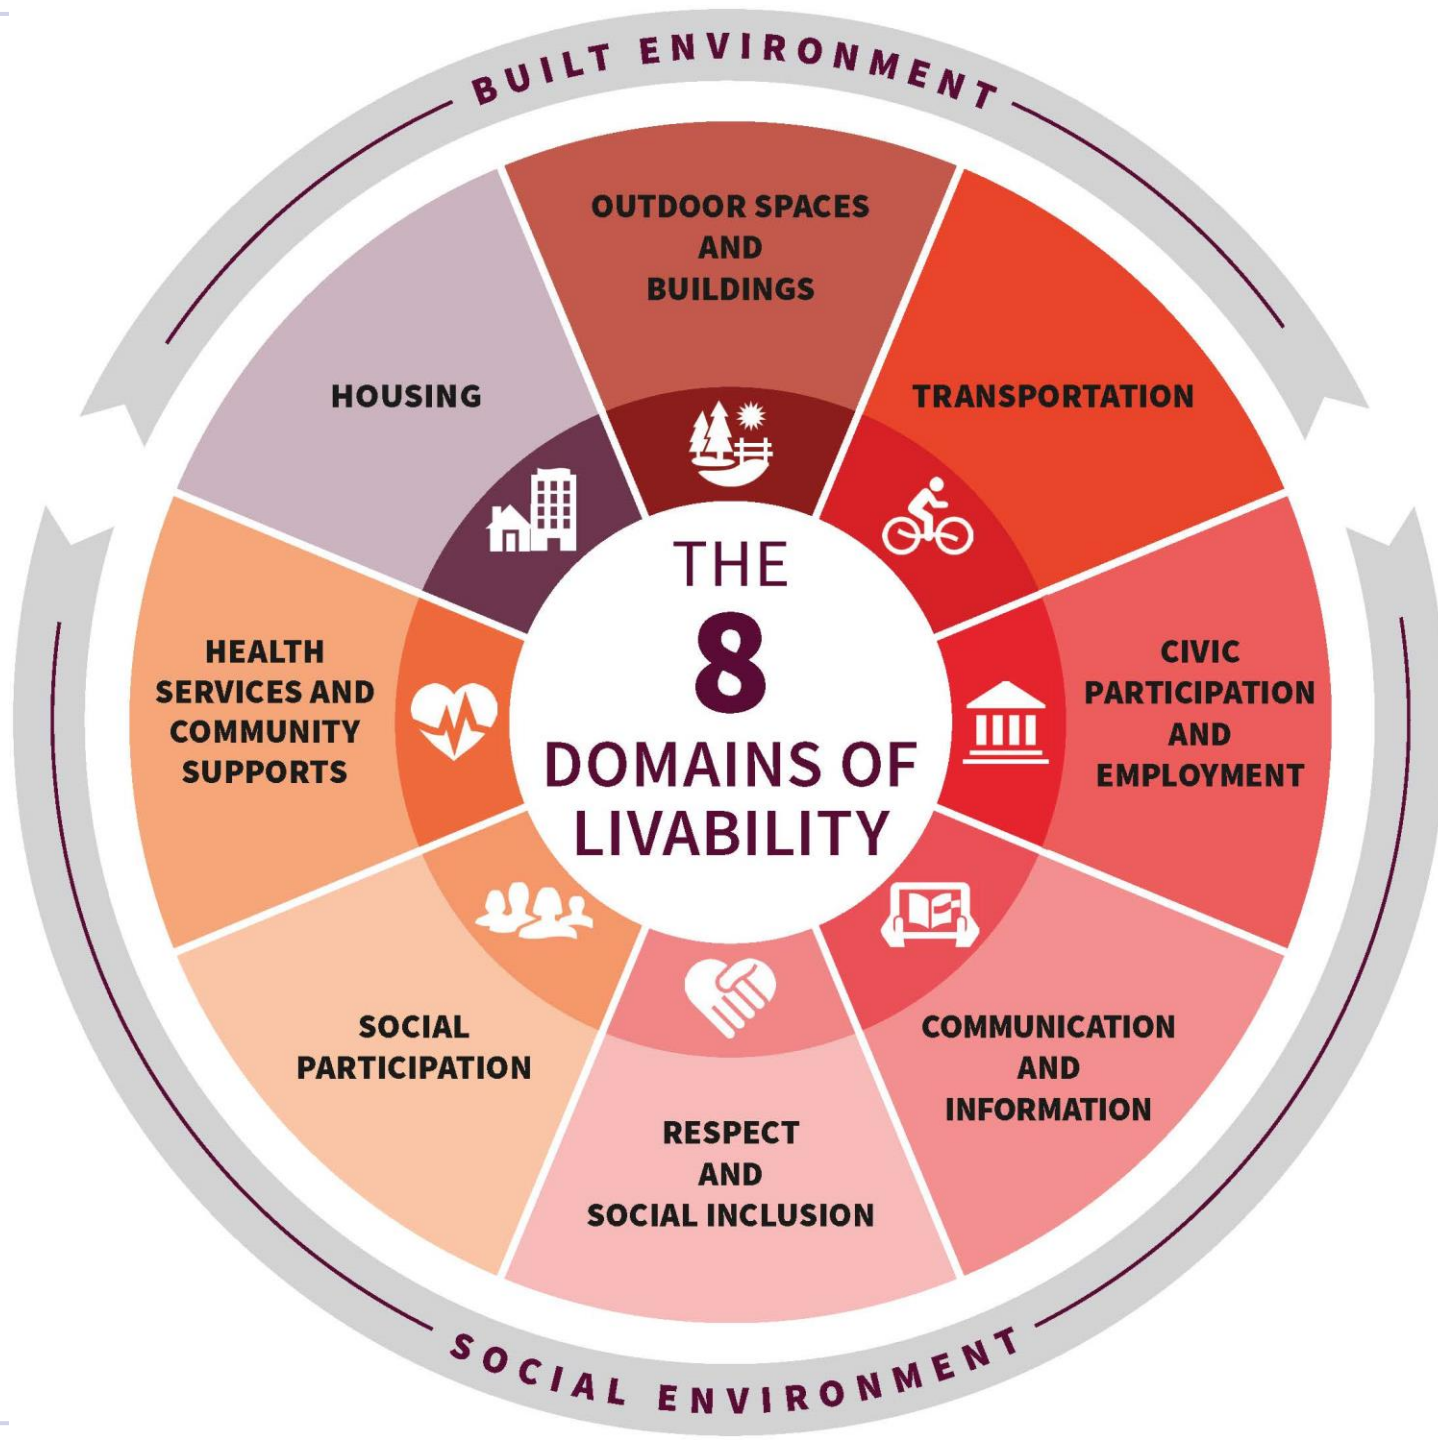 BUILT ENVIRONMENT
OUTDOOR SPACES
AND
BUILDINGS
TRANSPORTATION
CIVIC
PARTICIPATION
AND
EMPLOYMENT
COMMUNICATION
AND
INFORMATION
RESPECT
AND
SOCIAL INCLUSION
SOCIAL
PARTICIPATION
HEALTH
SERVICES AND
COMMUNITY
SUPPORTS
HOUSING
THE
8
DOMAINS OF
LIVABILITY
SOCIAL ENVIRONMENT